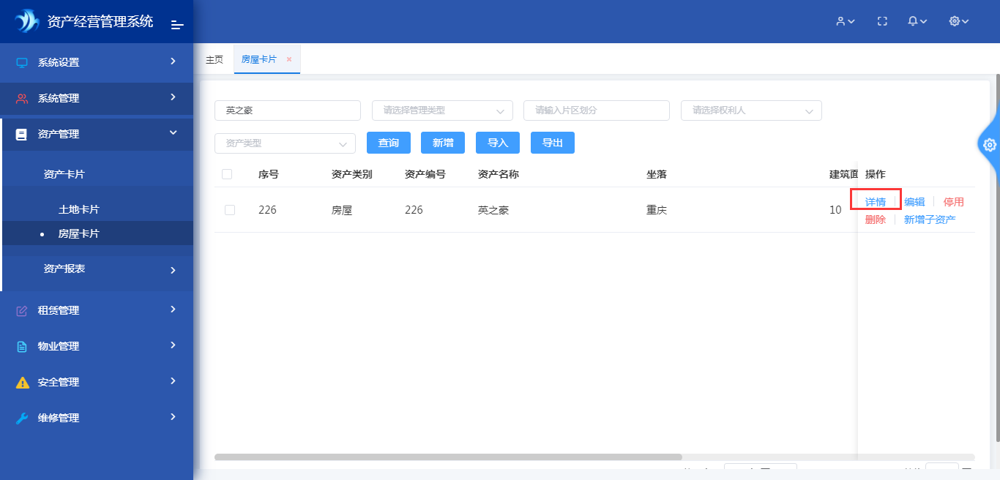 资产经营管理系统
系统设置
系统管理
资产管理
资产卡片
土地卡片
房屋卡片
资产报表
租赁管理
物业管理
安全管理
维修管理
主页 房屋卡片 ×
英之豪 请选择管理类型 请输入片区划分 请选择权利人
资产类型 查询 新增 导入 导出
序号 资产类别 资产编号 资产名称 坐落 建筑面 操作
226 房屋 226 英之豪 重庆 10 详情 编辑 停用
删除 新增子资产